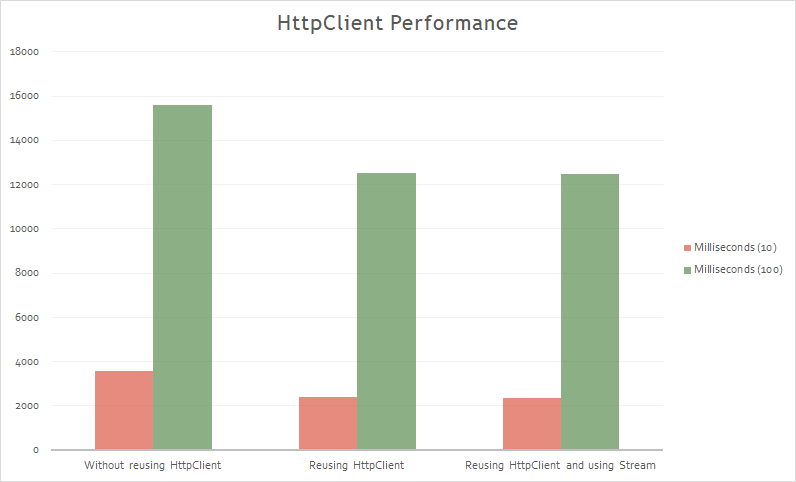 HttpClient Performance
18000
16000
14000
12000
10000
8000
6000
4000
2000
0
Without reusing HttpClient
Reusing HttpClient
Reusing HttpClient and using Stream
Milliseconds (10)
Milliseconds (100)